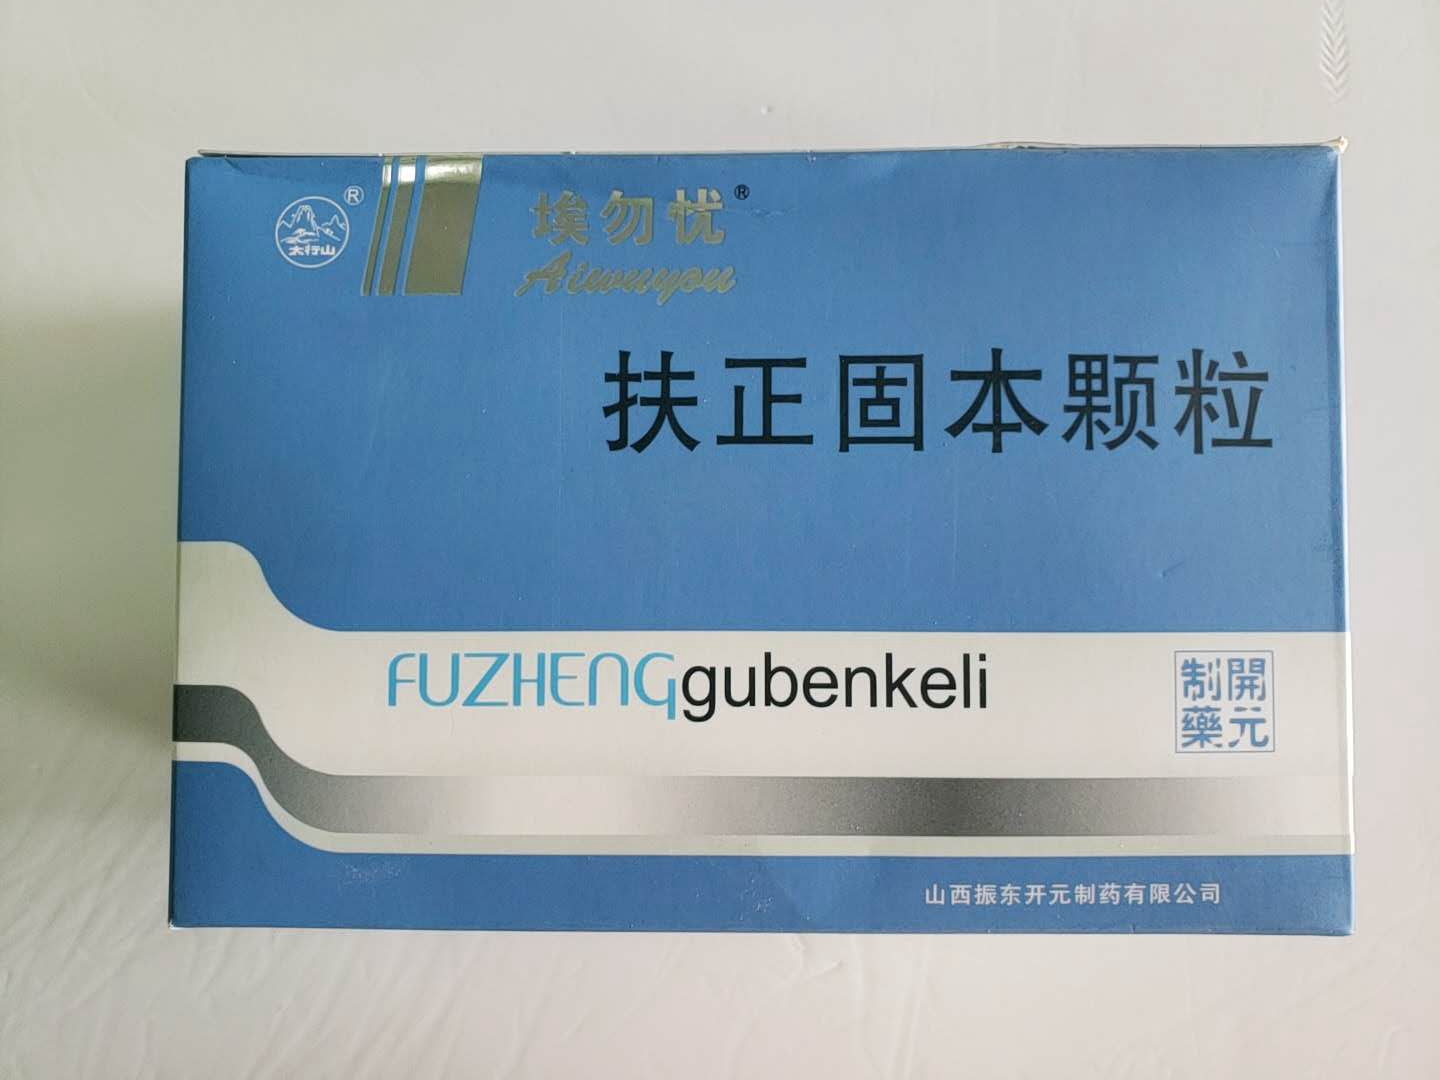 太行山®
埃勿忧®
Aiwuyou
扶正固本颗粒
FUZHENGgubenkeli
開元
制藥
山西振东开元制药有限公司